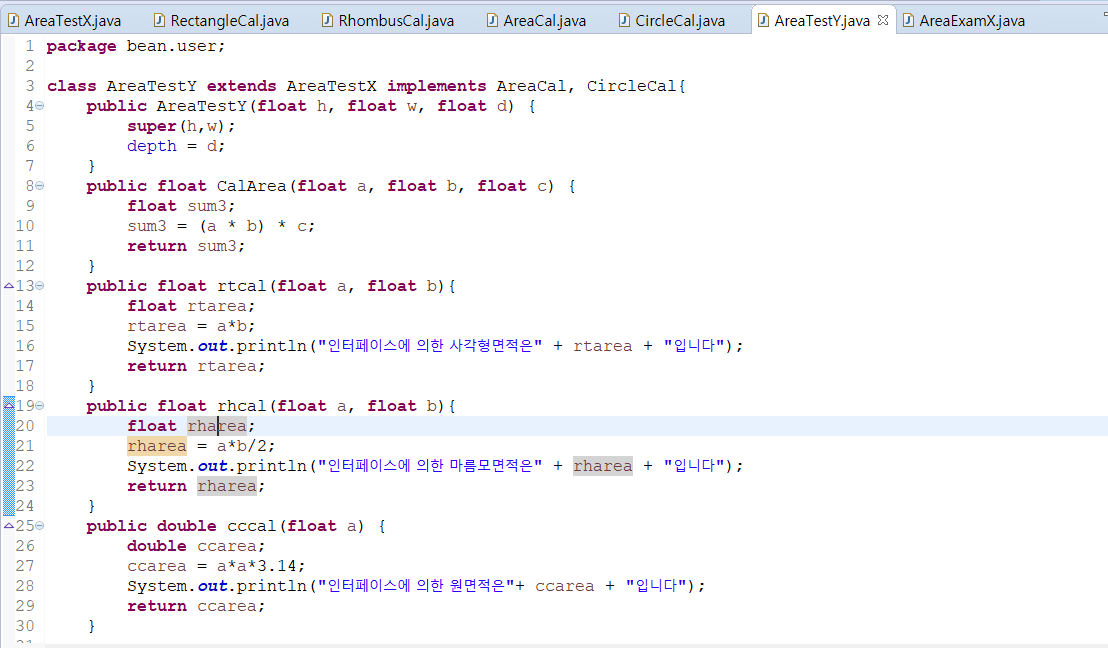 AreaTestX.java RectangleCal.java RhombusCal.java AreaCal.java CircleCal.java AreaTestY.java AreaExamX.java
1 package bean.user;
2
3 class AreaTestY extends AreaTestX implements AreaCal, CircleCal{
4 public AreaTestY(float h, float w, float d) {
5 super(h,w);
6 depth = d;
7 }
8 public float CalArea(float a, float b, float c) {
9 float sum3;
10 sum3 = (a * b) * c;
11 return sum3;
12 }
13 public float rtcal(float a, float b){
14 float rtarea;
15 rtarea = a*b;
16 System.out.println("인터페이스에 의한 사각형면적은" + rtarea + "입니다");
17 return rtarea;
18 }
19 public float rhcal(float a, float b){
20 float rharea;
21 rharea = a*b/2;
22 System.out.println("인터페이스에 의한 마름모면적은" + rharea + "입니다");
23 return rharea;
24 }
25 public double cccal(float a) {
26 double ccarea;
27 ccarea = a*a*3.14;
28 System.out.println("인터페이스에 의한 원면적은"+ ccarea + "입니다");
29 return ccarea;
30 }